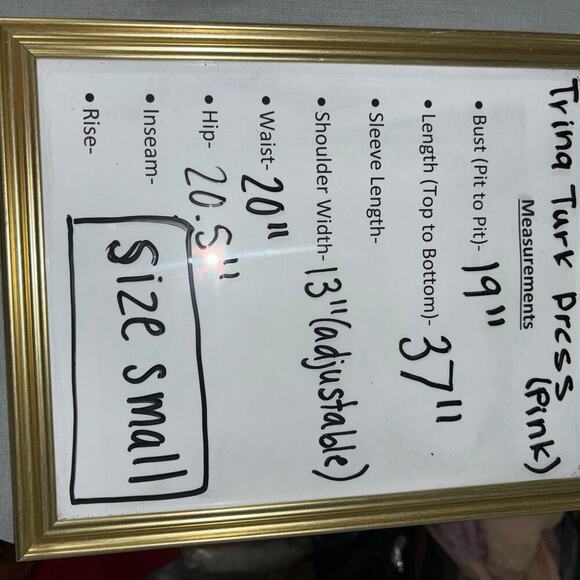 Trina Turk Dress
(Pink)
Measurements
• Bust (Pit to Pit)- 19"
• Length (Top to Bottom)- 37"
• Sleeve Length-
• Shoulder Width- 13" (adjustable)
• Waist- 20"
• Hip- 20.5"
• Inseam-
• Rise-
Size small